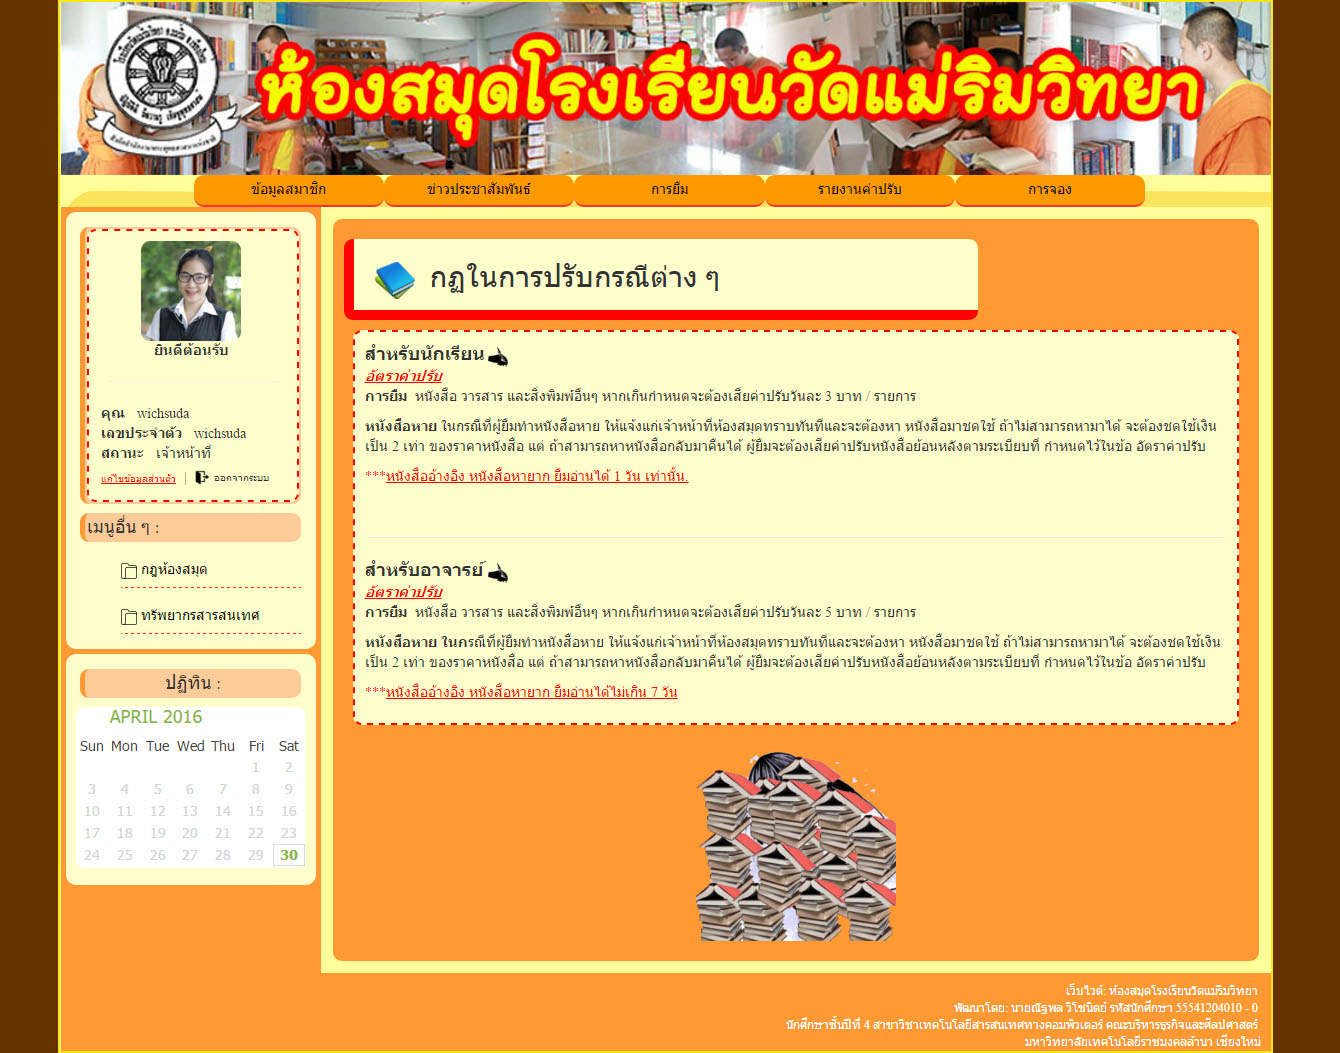 ห้องสมุดโรงเรียนวัดแม่ริมวิทยา
ข้อมูลสมาชิก
ข่าวประชาสัมพันธ์
การยืม
รายงานค่าปรับ
การจอง
ยินดีต้อนรับ
คุณ wichsuda
เลขประจำตัว wichsuda
สถานะ เจ้าหน้าที่
แก้ไขข้อมูลส่วนตัว | ออกจากระบบ
เมนูอื่น ๆ :
กฎห้องสมุด
ทรัพยากรสารสนเทศ
ปฏิทิน :
APRIL 2016
Sun Mon Tue Wed Thu Fri Sat
1 2
3 4 5 6 7 8 9
10 11 12 13 14 15 16
17 18 19 20 21 22 23
24 25 26 27 28 29 30
กฏในการปรับกรณีต่าง ๆ
สำหรับนักเรียน
อัตราค่าปรับ
การยืม หนังสือ วารสาร และสิ่งพิมพ์อื่นๆ หากเกินกำหนดจะต้องเสียค่าปรับวันละ 3 บาท / รายการ
หนังสือหาย ในกรณีที่ผู้ยืมทำหนังสือหาย ให้แจ้งแก่เจ้าหน้าที่ห้องสมุดทราบทันทีและจะต้องหา หนังสือมาชดใช้ ถ้าไม่สามารถหามาได้ จะต้องชดใช้เงิน
เป็น 2 เท่า ของราคาหนังสือ แต่ ถ้าสามารถหาหนังสือกลับมาคืนได้ ผู้ยืมจะต้องเสียค่าปรับหนังสือย้อนหลังตามระเบียบที่ กำหนดไว้ในข้อ อัตราค่าปรับ
***หนังสืออ้างอิง หนังสือหายาก ยืมอ่านได้ 1 วัน เท่านั้น.
สำหรับอาจารย์
อัตราค่าปรับ
การยืม หนังสือ วารสาร และสิ่งพิมพ์อื่นๆ หากเกินกำหนดจะต้องเสียค่าปรับวันละ 5 บาท / รายการ
หนังสือหาย ในกรณีที่ผู้ยืมทำหนังสือหาย ให้แจ้งแก่เจ้าหน้าที่ห้องสมุดทราบทันทีและจะต้องหา หนังสือมาชดใช้ ถ้าไม่สามารถหามาได้ จะต้องชดใช้เงิน
เป็น 2 เท่า ของราคาหนังสือ แต่ ถ้าสามารถหาหนังสือกลับมาคืนได้ ผู้ยืมจะต้องเสียค่าปรับหนังสือย้อนหลังตามระเบียบที่ กำหนดไว้ในข้อ อัตราค่าปรับ
***หนังสืออ้างอิง หนังสือหายาก ยืมอ่านได้ไม่เกิน 7 วัน
เว็บไวต์: ห้องสมุดโรงเรียนวัดแม่ริมวิทยา
พัฒนาโดย: นายณัฐพล วิโชนิตย์ รหัสนักศึกษา 55541204010 - 0
นักศึกษาชั้นปีที่ 4 สาขาวิชาเทคโนโลยีสารสนเทศทางคอมพิวเตอร์ คณะบริหารธุรกิจและศิลปศาสตร์
มหาวิทยาลัยเทคโนโลยีราชมงคลล้านา เชียงใหม่